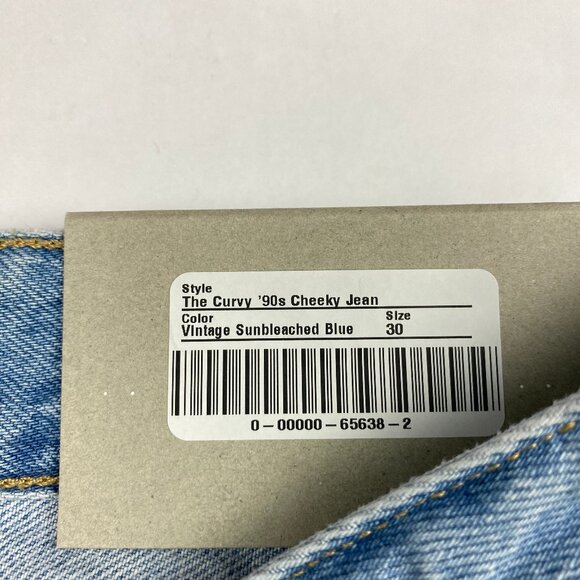 Style
The Curvy '90s Cheeky Jean
Color Size
Vintage Sunbleached Blue 30
0-00000-65638-2